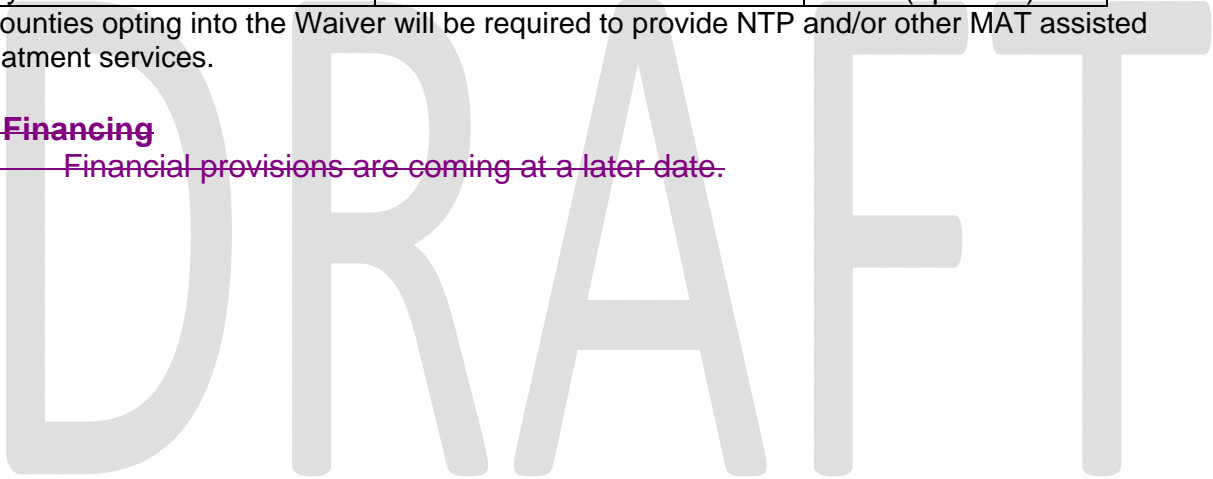 ounties opting into the Waiver will be required to provide NTP and/or other MAT assisted
atment services.
Financing
Financial provisions are coming at a later date.
DRAFT